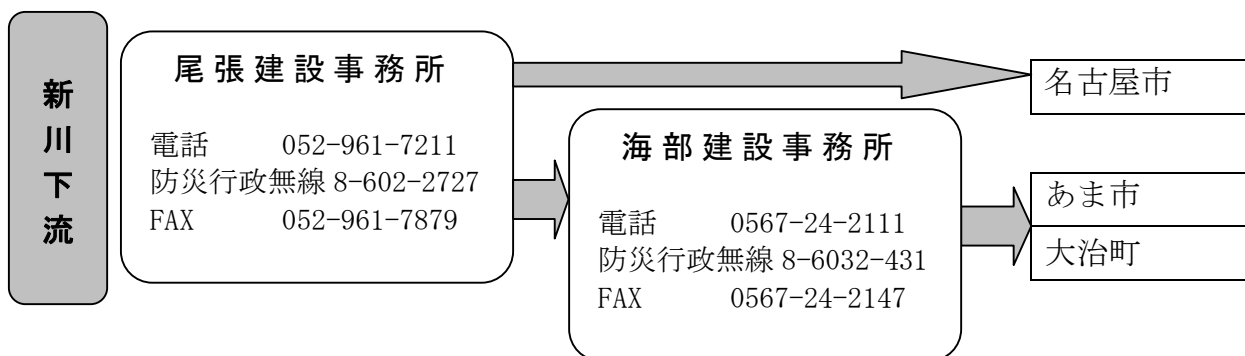 新川下流
尾張建設事務所
電話 052-961-7211
防災行政無線 8-602-2727
FAX 052-961-7879
海部建設事務所
電話 0567-24-2111
防災行政無線 8-6032-431
FAX 0567-24-2147
名古屋市
あま市
大治町